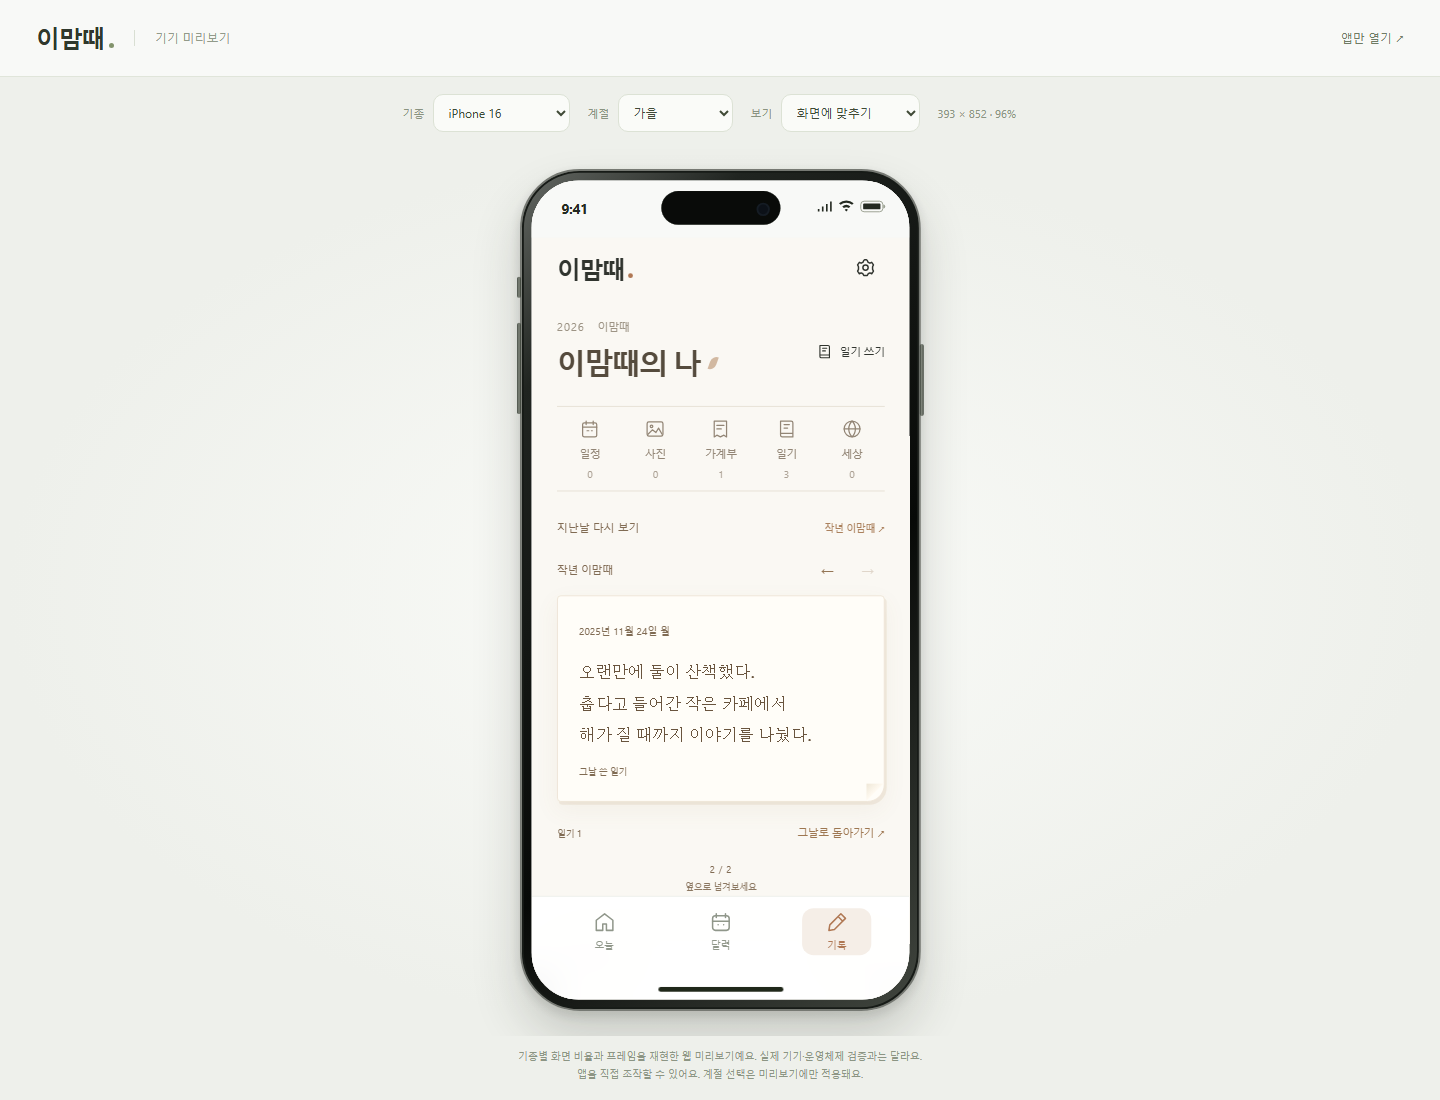 이맘때.
기기 미리보기
앱만 열기 ↗
기종 iPhone 16 계절 가을 보기 화면에 맞추기 393 × 852 · 96%
9:41
이맘때.
2026 이맘때
이맘때의 나
일기 쓰기
일정 사진 가계부 일기 세상
0 0 1 3 0
지난날 다시 보기 작년 이맘때 ↗
작년 이맘때 ← →
2025년 11월 24일 월
오랜만에 둘이 산책했다.
춥다고 들어간 작은 카페에서
해가 질 때까지 이야기를 나눴다.
그날 쓴 일기
일기 1 그날로 돌아가기 ↗
2 / 2
옆으로 넘겨보세요
오늘 달력 기록
기종별 화면 비율과 프레임을 재현한 웹 미리보기예요. 실제 기기·운영체제 검증과는 달라요.
앱을 직접 조작할 수 있어요. 계절 선택은 미리보기에만 적용돼요.